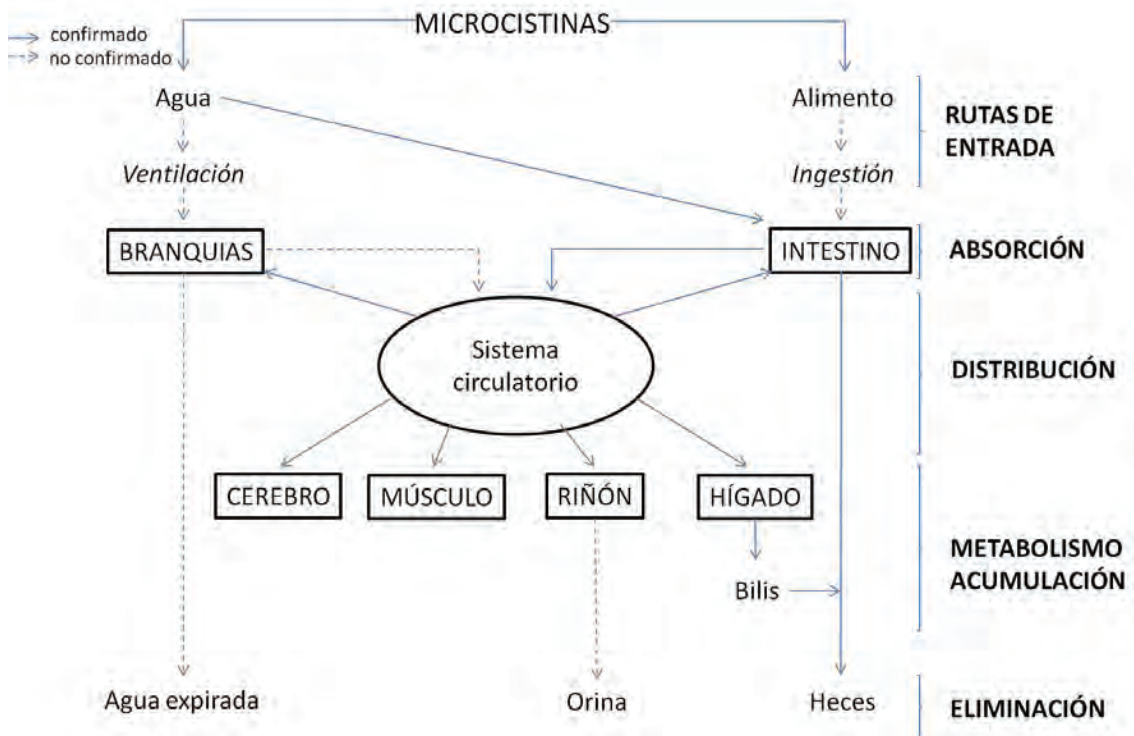 MICROCISTINAS
confirmado
no confirmado
Agua
Alimento
RUTAS DE
ENTRADA
Ventilación
Ingestión
BRANQUIAS
INTESTINO
ABSORCIÓN
Sistema
circulatorio
DISTRIBUCIÓN
CEREBRO
MÚSCULO
RIÑÓN
HÍGADO
METABOLISMO
ACUMULACIÓN
Bilis
Agua expirada
Orina
Heces
ELIMINACIÓN